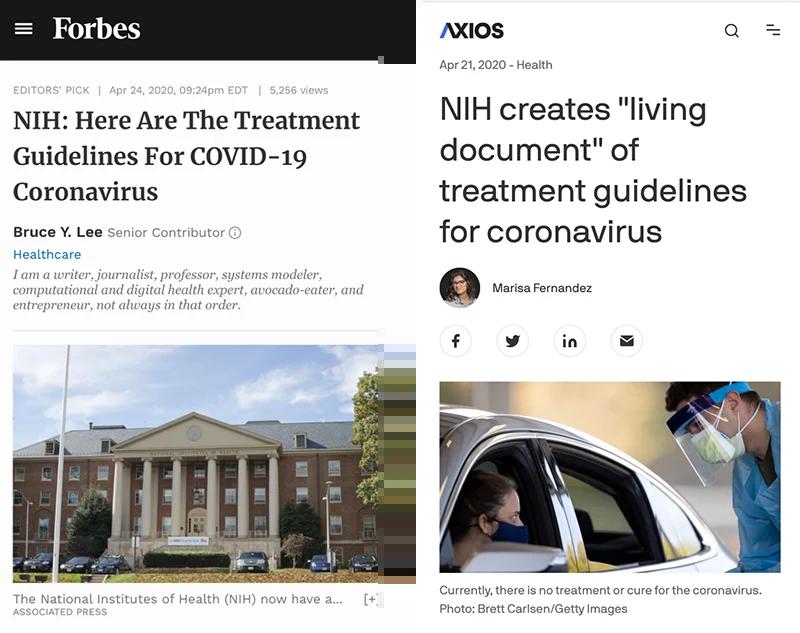 Forbes
EDITORS' PICK | Apr 24, 2020, 09:24pm EDT | 5,256 views
NIH: Here Are The Treatment
Guidelines For COVID-19
Coronavirus
Bruce Y. Lee Senior Contributor
Healthcare
I am a writer, journalist, professor, systems modeler,
computational and digital health expert, avocado-eater, and
entrepreneur, not always in that order.
NATIONAL INSTITUTES OF HEALTH
The National Institutes of Health (NIH) now have a... [+]
ASSOCIATED PRESS
AXIOS
Apr 21, 2020 - Health
NIH creates "living
document" of
treatment guidelines
for coronavirus
Marisa Fernandez
Currently, there is no treatment or cure for the coronavirus.
Photo: Brett Carlsen/Getty Images